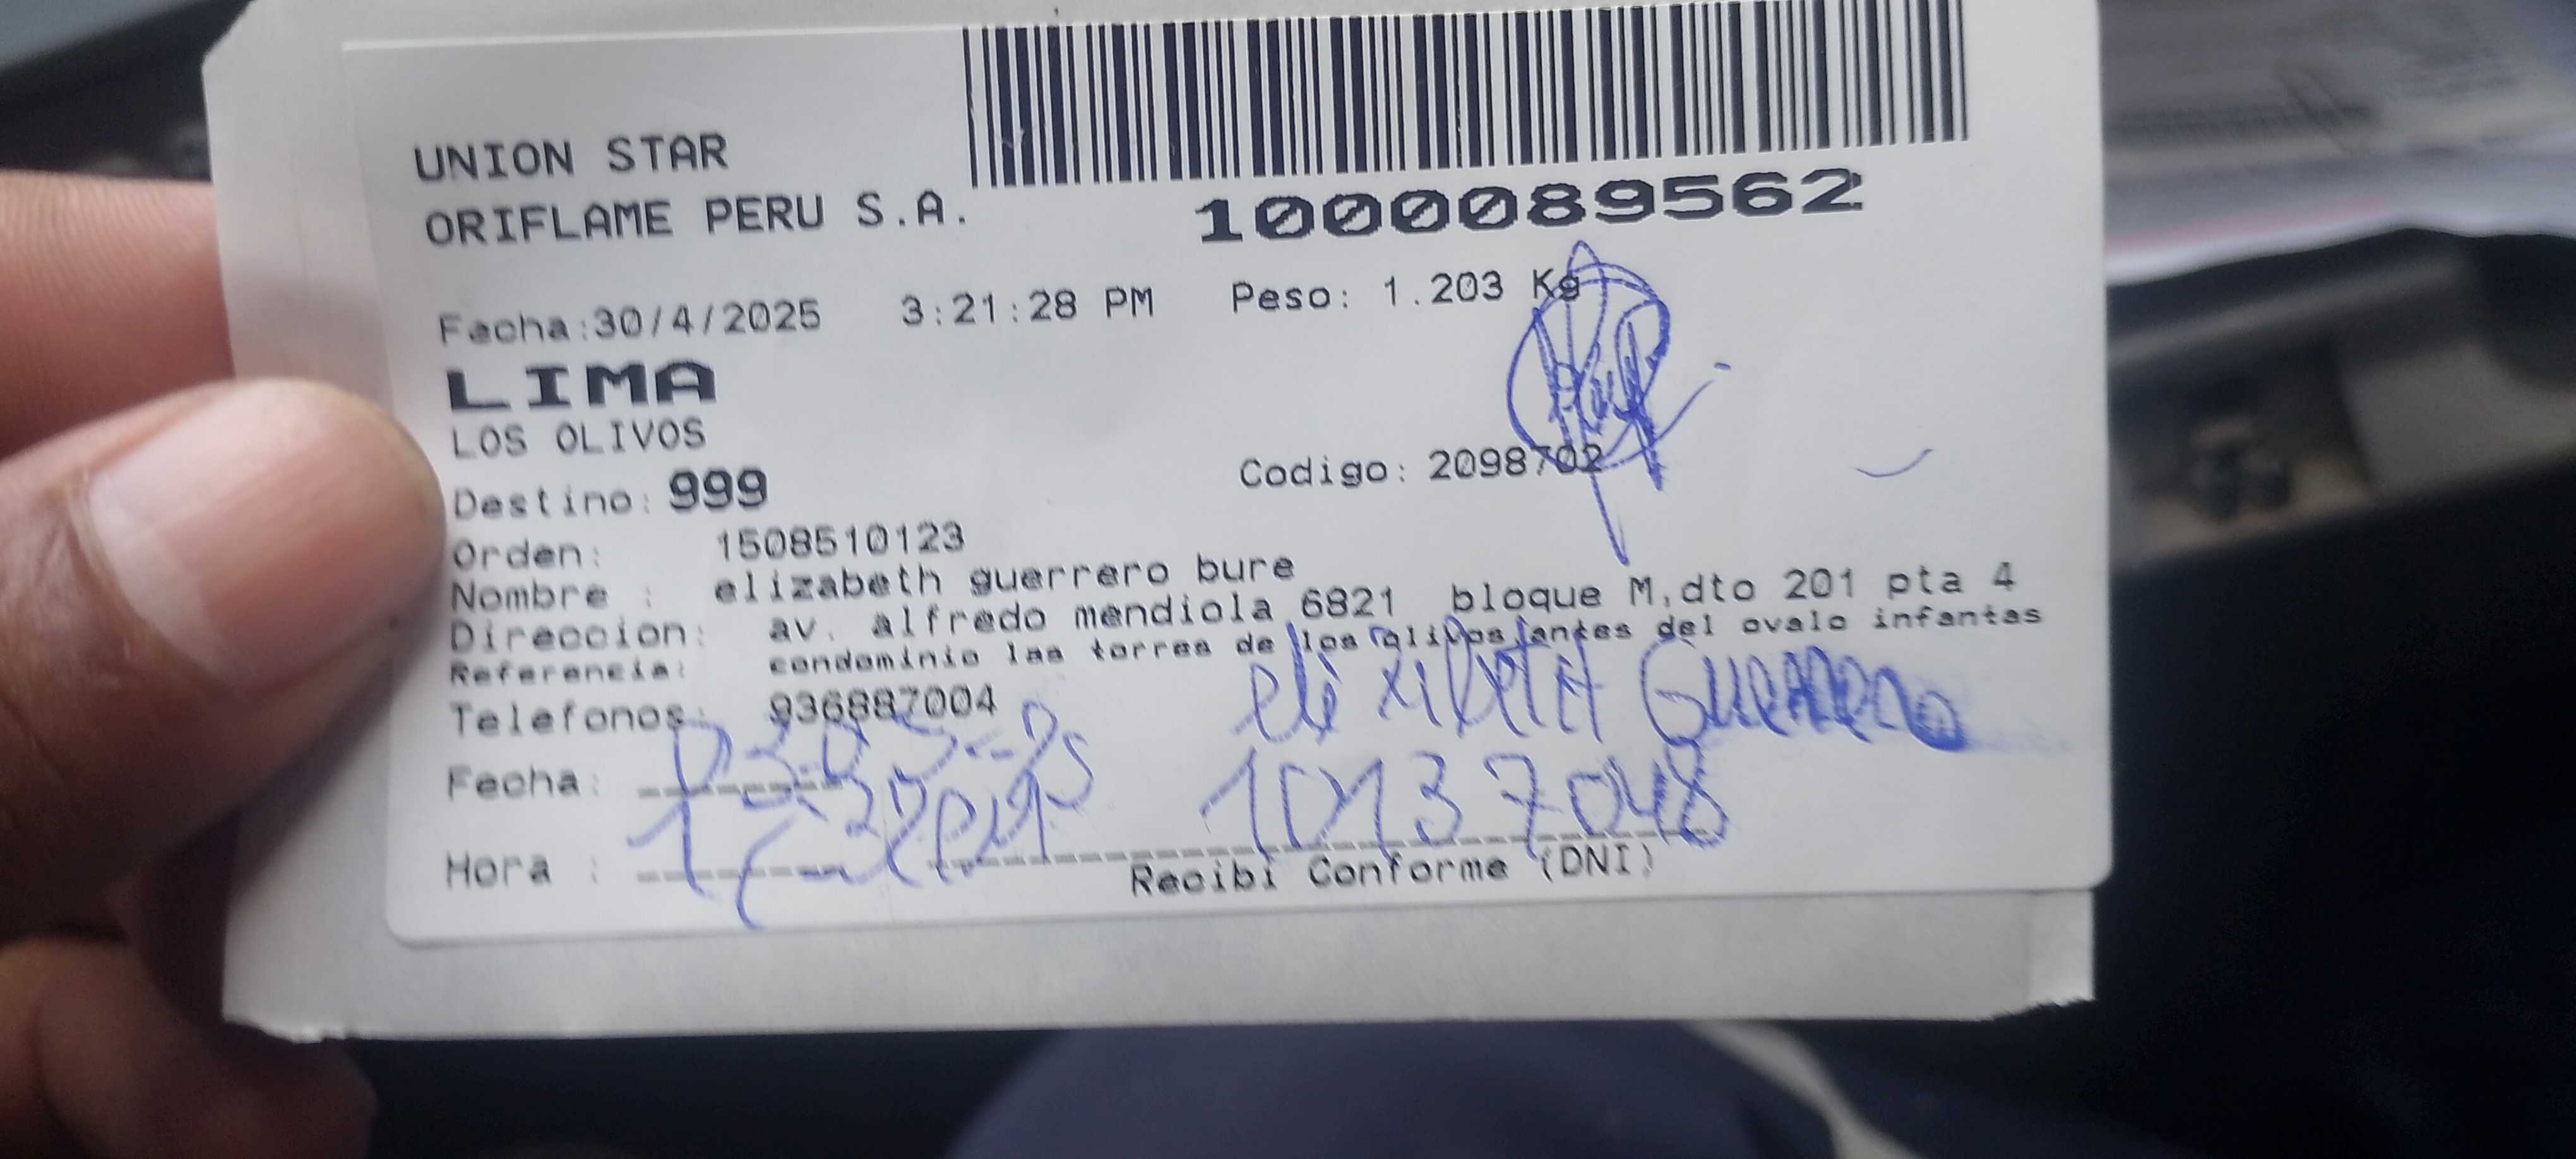 UNION STAR
ORIFLAME PERU S.A.
1000089562
Facha:30/4/2025 3:21:28 PM Peso: 1.203 Kg
LIMA
LOS OLIVOS
Destino: 999 Codigo: 2098702
Orden: 1508510123
Nombre : elizabeth guerrero bure
Direccion: av. alfredo mendiola 6821 bloque M,dto 201 pta 4
Referencia: condominio las torres de los olivos,antes del ovalo infantas
Telefonos: 936887004
Guerrero
Fecha:
10137048
Hora :
Recibi Conforme (DNI)